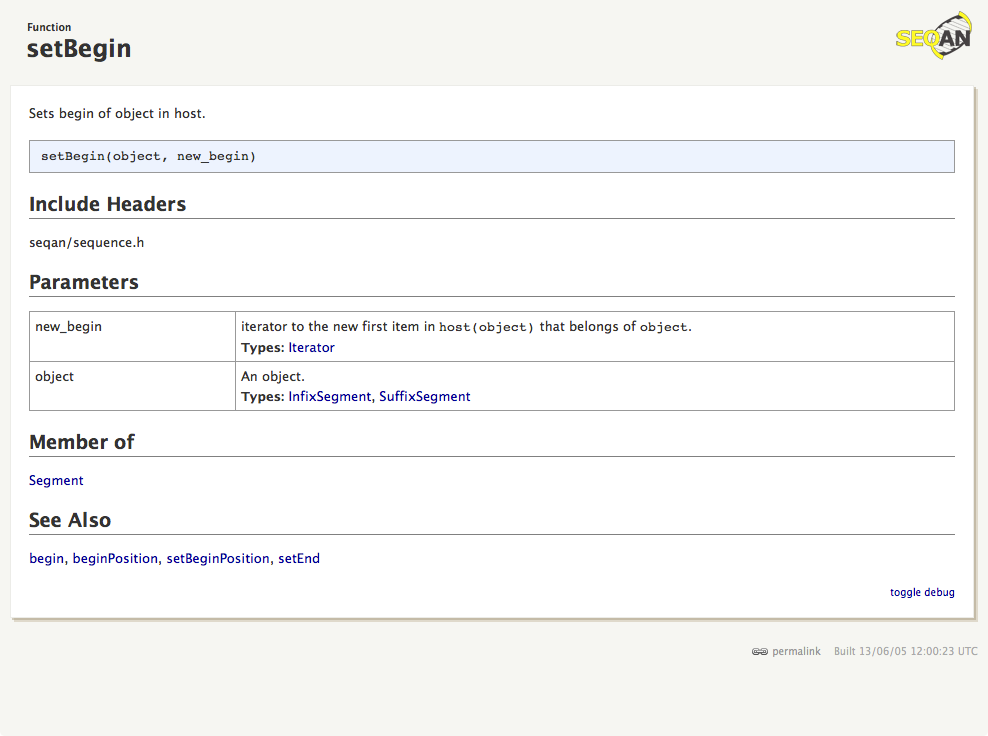 Function
setBegin
SEQAN
Sets begin of object in host.
setBegin(object, new_begin)
Include Headers
seqan/sequence.h
Parameters
new_begin
iterator to the new first item in host(object) that belongs of object.
Types: Iterator
object
An object.
Types: InfixSegment, SuffixSegment
Member of
Segment
See Also
begin, beginPosition, setBeginPosition, setEnd
toggle debug
permalink Built 13/06/05 12:00:23 UTC